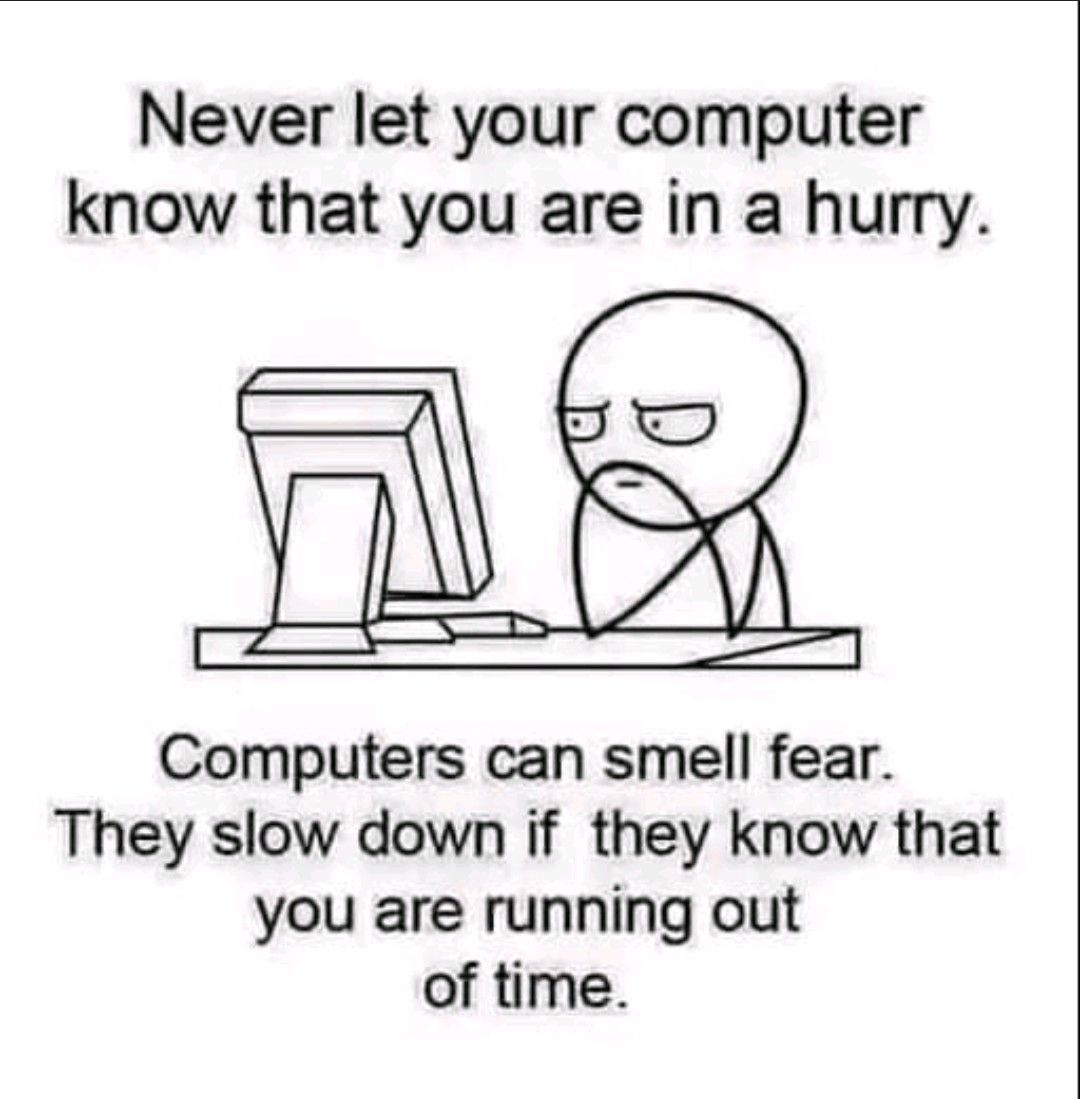 Never let your computer
know that you are in a hurry.
Computers can smell fear.
They slow down if they know that
you are running out
of time.